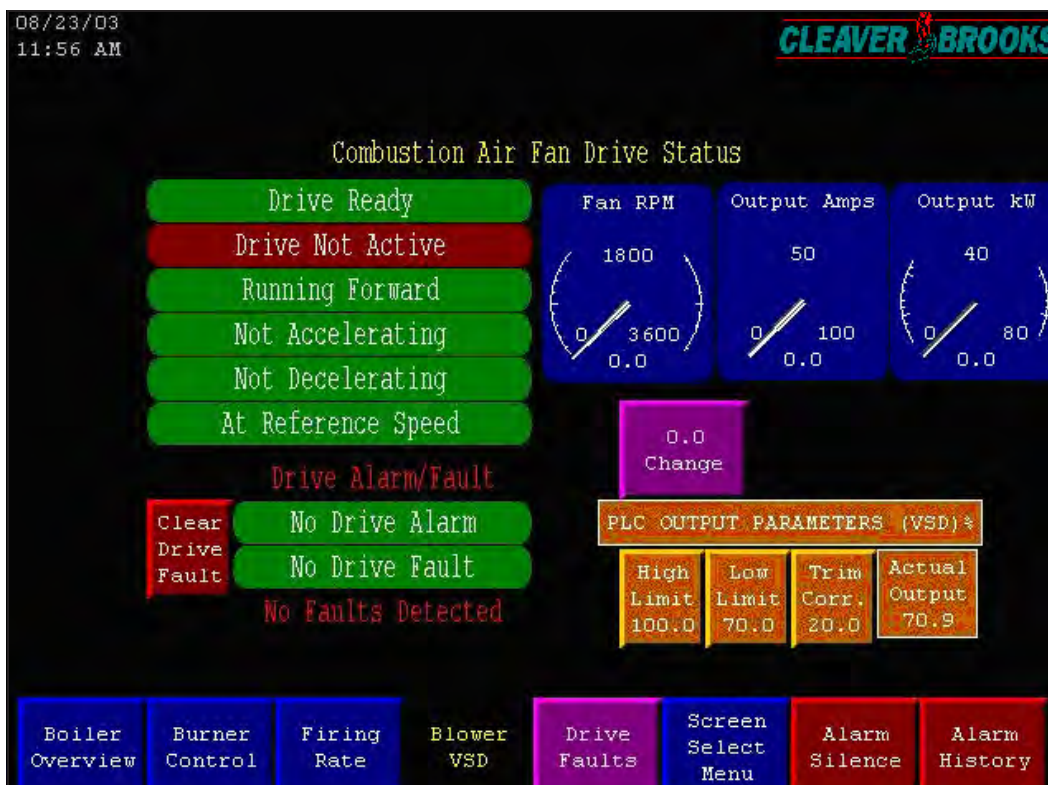 08/23/03
11:56 AM
CLEAVER BROOKS
Combustion Air Fan Drive Status
Drive Ready
Drive Not Active
Running Forward
Not Accelerating
Not Decelerating
At Reference Speed
Fan RPM
1800
0
3600
0.0
Output Amps
50
0
100
0.0
Output kW
40
0
80
0.0
0.0
Change
Drive Alarm/Fault
Clear
Drive
Fault
No Drive Alarm
No Drive Fault
No Faults Detected
PLC OUTPUT PARAMETERS (VSD)%
High
Limit
100.0
Low
Limit
70.0
Trim
Corr.
20.0
Actual
Output
70.9
Boiler
Overview
Burner
Control
Firing
Rate
Blower
VSD
Drive
Faults
Screen
Select
Menu
Alarm
Silence
Alarm
History